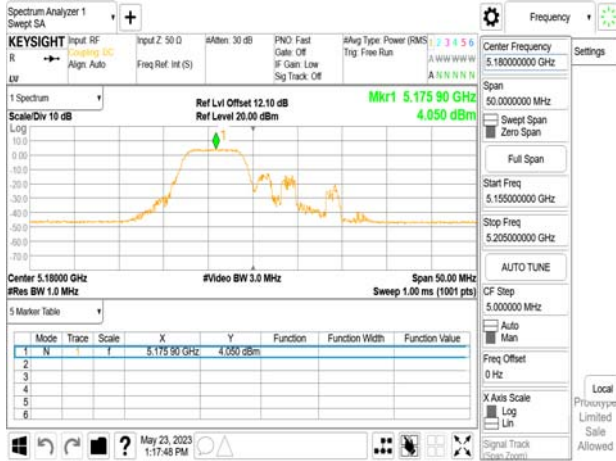 Spectrum Analyzer 1
Swept SA
Frequency
KEYSIGHT
R
LV
Input: RF
Coupling: DC
Align: Auto
Input Z: 50 Ω
Freq Ref: Int (S)
#Atten: 30 dB
PNO: Fast
Gate: Off
IF Gain: Low
Sig Track: Off
#Avg Type: Power (RMS
Trig: Free Run
1 2 3 4 5 6
A W W W W W
A N N N N N
1 Spectrum
Scale/Div 10 dB
Ref Lvl Offset 12.10 dB
Ref Level 20.00 dBm
Mkr1 5.175 90 GHz
4.050 dBm
Log
10.0
0.00
-10.0
-20.0
-30.0
-40.0
-50.0
-60.0
-70.0
1
Center 5.18000 GHz
#Res BW 1.0 MHz
#Video BW 3.0 MHz
Span 50.00 MHz
Sweep 1.00 ms (1001 pts)
5 Marker Table
Mode Trace Scale X Y Function Function Width Function Value
1 N 1 f 5.175 90 GHz 4.050 dBm
2
3
4
5
6
May 23, 2023
1:17:48 PM
Center Frequency
5.180000000 GHz
Settings
Span
50.0000000 MHz
Swept Span
Zero Span
Full Span
Start Freq
5.155000000 GHz
Stop Freq
5.205000000 GHz
AUTO TUNE
CF Step
5.000000 MHz
Auto
Man
Freq Offset
0 Hz
X Axis Scale
Log
Lin
Signal Track
(Span Zoom)
Local
Prototype
Limited
Sale
Allowed